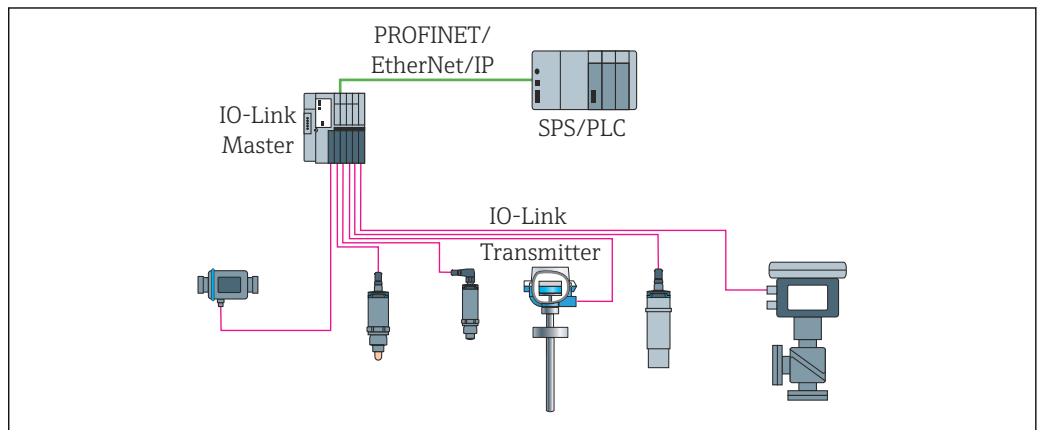 PROFINET/
EtherNet/IP
IO-Link
Master
SPS/PLC
IO-Link
Transmitter